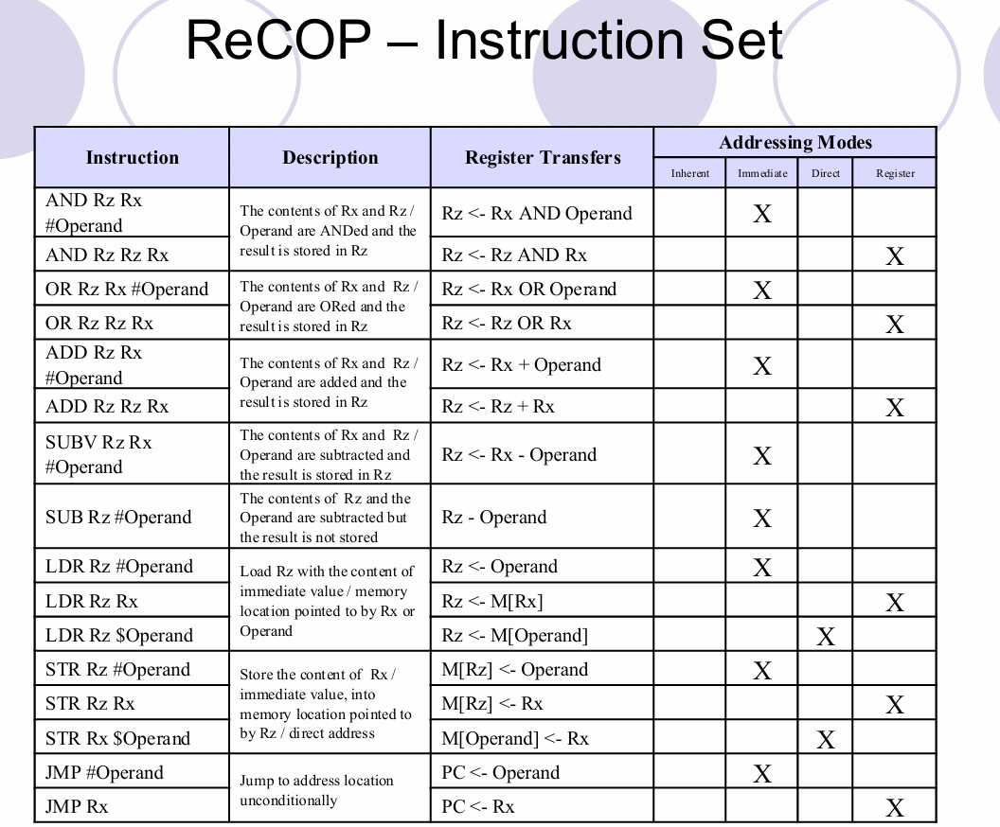 ReCOP – Instruction Set
Instruction
Description
Register Transfers
Addressing Modes
Inherent
Immediate
Direct
Register
AND Rz Rx
#Operand
The contents of Rx and Rz /
Operand are ANDed and the
result is stored in Rz
Rz <- Rx AND Operand
X
AND Rz Rz Rx
Rz <- Rz AND Rx
X
OR Rz Rx #Operand
The contents of Rx and Rz /
Operand are ORed and the
result is stored in Rz
Rz <- Rx OR Operand
X
OR Rz Rz Rx
Rz <- Rz OR Rx
X
ADD Rz Rx
#Operand
The contents of Rx and Rz /
Operand are added and the
result is stored in Rz
Rz <- Rx + Operand
X
ADD Rz Rz Rx
Rz <- Rz + Rx
X
SUBV Rz Rx
#Operand
The contents of Rx and Rz /
Operand are subtracted and
the result is stored in Rz
Rz <- Rx - Operand
X
SUB Rz #Operand
The contents of Rz and the
Operand are subtracted but
the result is not stored
Rz - Operand
X
LDR Rz #Operand
Load Rz with the content of
immediate value / memory
location pointed to by Rx or
Operand
Rz <- Operand
X
LDR Rz Rx
Rz <- M[Rx]
X
LDR Rz $Operand
Rz <- M[Operand]
X
STR Rz #Operand
Store the content of Rx /
immediate value, into
memory location pointed to
by Rz / direct address
M[Rz] <- Operand
X
STR Rz Rx
M[Rz] <- Rx
X
STR Rx $Operand
M[Operand] <- Rx
X
JMP #Operand
Jump to address location
unconditionally
PC <- Operand
X
JMP Rx
PC <- Rx
X